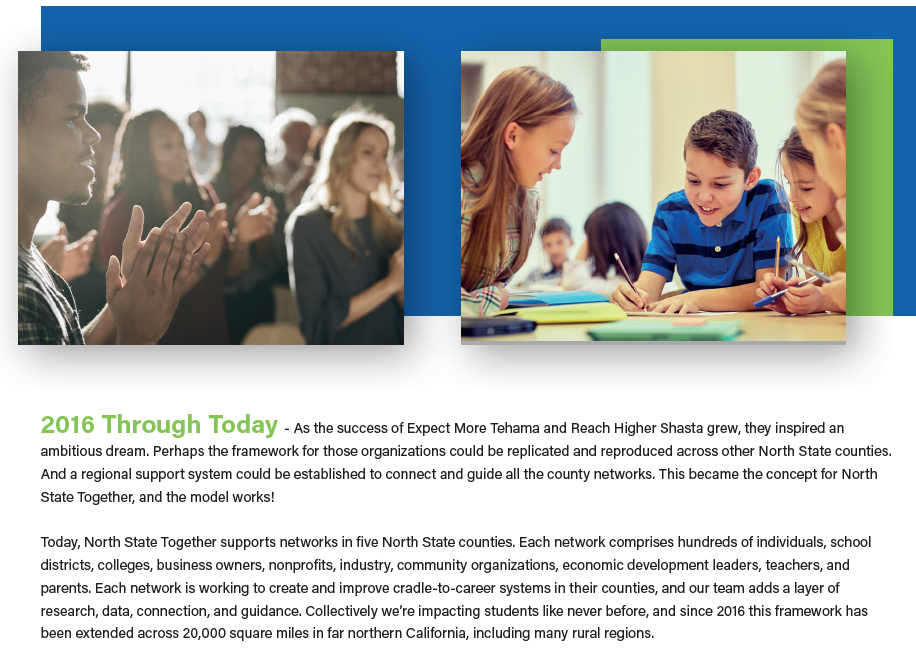 2016 Through Today - As the success of Expect More Tehama and Reach Higher Shasta grew, they inspired an
ambitious dream. Perhaps the framework for those organizations could be replicated and reproduced across other North State counties.
And a regional support system could be established to connect and guide all the county networks. This became the concept for North
State Together, and the model works!
Today, North State Together supports networks in five North State counties. Each network comprises hundreds of individuals, school
districts, colleges, business owners, nonprofits, industry, community organizations, economic development leaders, teachers, and
parents. Each network is working to create and improve cradle-to-career systems in their counties, and our team adds a layer of
research, data, connection, and guidance. Collectively we’re impacting students like never before, and since 2016 this framework has
been extended across 20,000 square miles in far northern California, including many rural regions.